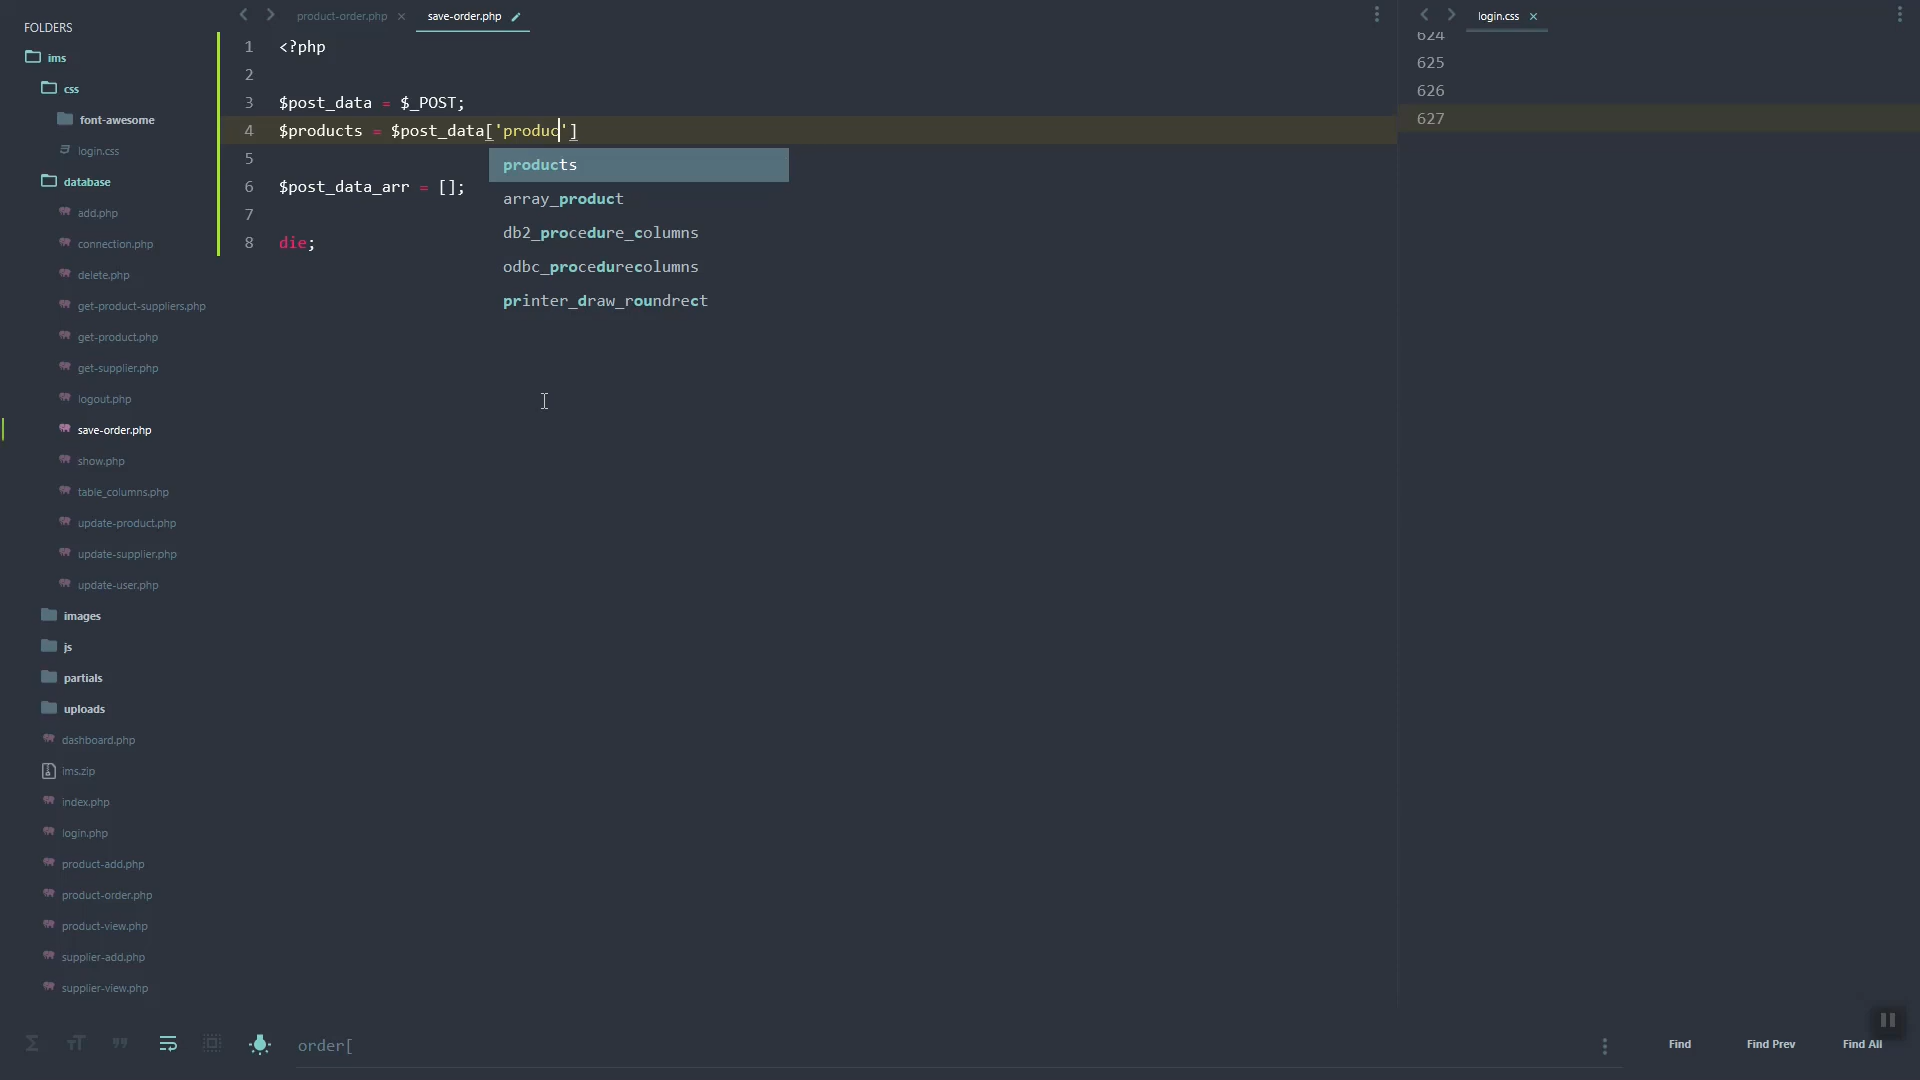 FOLDERS
ims
css
font-awesome
login.css
database
add.php
connection.php
delete.php
get-product-suppliers.php
get-product.php
get-supplier.php
logout.php
save-order.php
show.php
table_columns.php
update-product.php
update-supplier.php
update-user.php
images
js
partials
uploads
dashboard.php
ims.zip
index.php
login.php
product-add.php
product-order.php
product-view.php
supplier-add.php
supplier-view.php
product-order.php
save-order.php
1 <?php
2
3 $post_data = $_POST;
4 $products = $post_data['produc']
5
6 $post_data_arr = [];
7
8 die;
products
array_product
db2_procedure_columns
odbc_procedurecolumns
printer_draw_roundrect
login.css
624
625
626
627
order[
Find
Find Prev
Find All